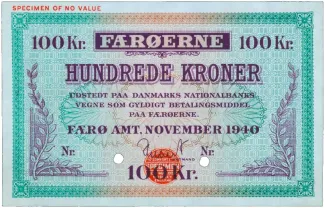 SPECIMEN OF NO VALUE
100 Kr. FÆRØERNE 100 Kr.
HUNDREDE KRONER
UDSTEDT PAA DANMARKS NATIONALBANKS
VEGNE SOM GYLDIGT BETALINGSMIDDEL
PAA FÆRØERNE.
FÆRØ AMT, NOVEMBER 1940
Nr. Nr.
100 Kr.